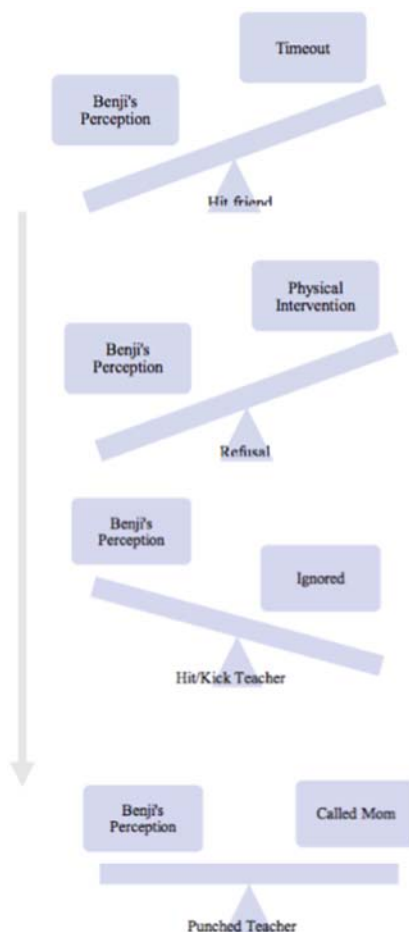 Timeout
Benji's
Perception
Hit friend
Physical
Intervention
Benji's
Perception
Refusal
Benji's
Perception
Ignored
Hit/Kick Teacher
Benji's
Perception
Called Mom
Punched Teacher